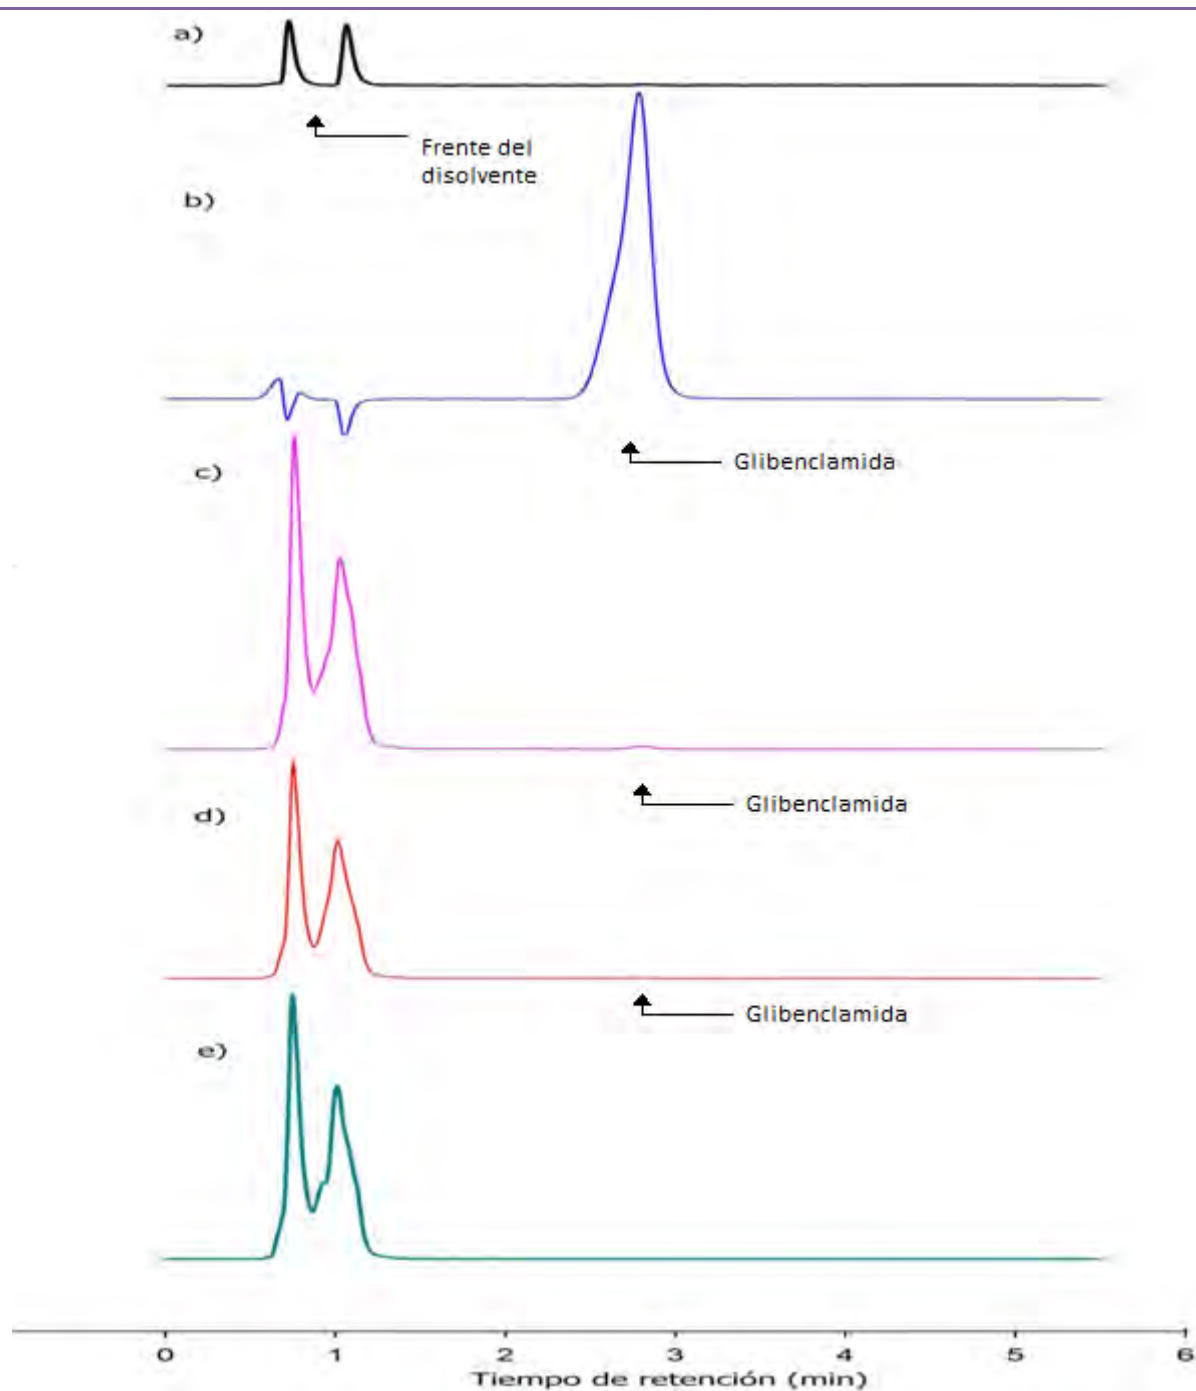 a)
Frente del
disolvente
b)
Glibenclamida
c)
Glibenclamida
d)
Glibenclamida
e)
0 1 2 3 4 5 6
Tiempo de retención (min)